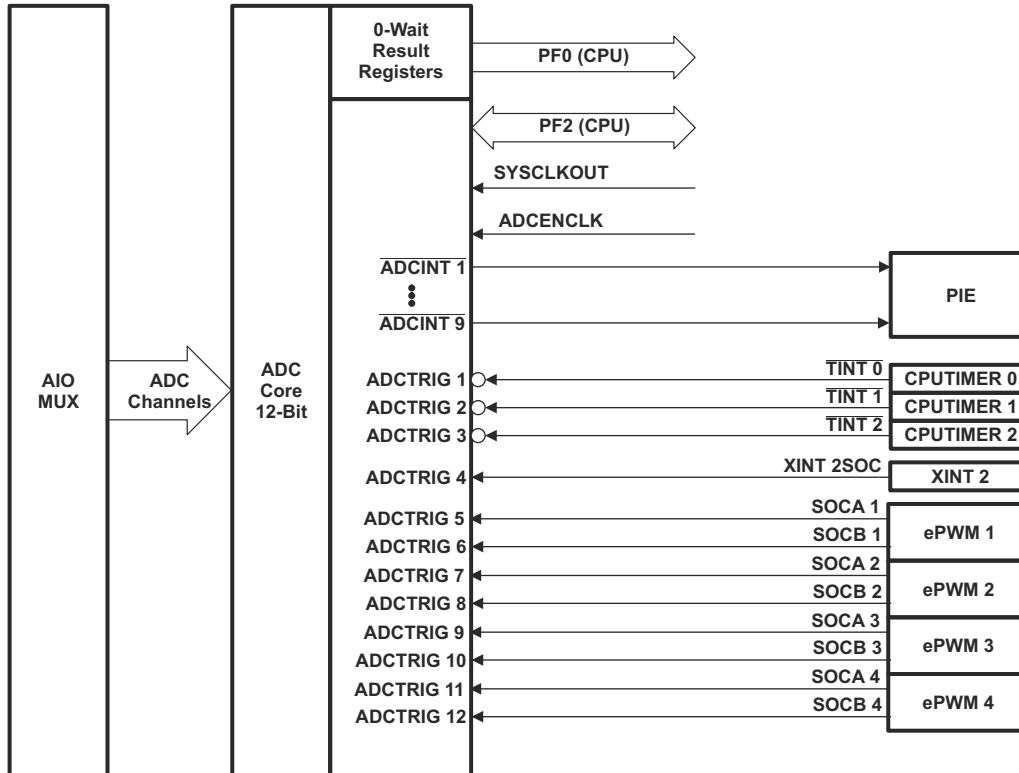 0-Wait
Result
Registers
PF0 (CPU)
PF2 (CPU)
SYSCLKOUT
ADCENCLK
ADCINT 1
PIE
ADCINT 9
AIO
MUX
ADC
Channels
ADC
Core
12-Bit
ADCTRIG 1 TINT 0 CPUTIMER 0
ADCTRIG 2 TINT 1 CPUTIMER 1
ADCTRIG 3 TINT 2 CPUTIMER 2
ADCTRIG 4 XINT 2SOC XINT 2
ADCTRIG 5 SOCA 1
ePWM 1
ADCTRIG 6 SOCB 1
ADCTRIG 7 SOCA 2
ePWM 2
ADCTRIG 8 SOCB 2
ADCTRIG 9 SOCA 3
ePWM 3
ADCTRIG 10 SOCB 3
ADCTRIG 11 SOCA 4
ePWM 4
ADCTRIG 12 SOCB 4